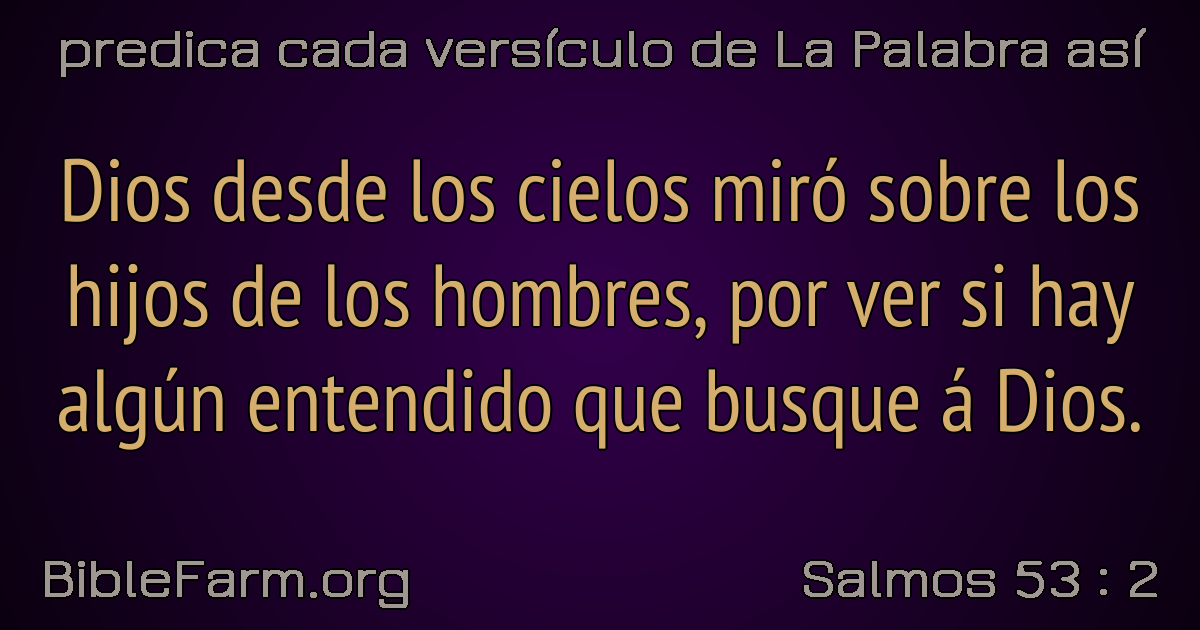 predica cada versículo de La Palabra así
Dios desde los cielos miró sobre los
hijos de los hombres, por ver si hay
algún entendido que busque á Dios.
BibleFarm.org
Salmos 53 : 2